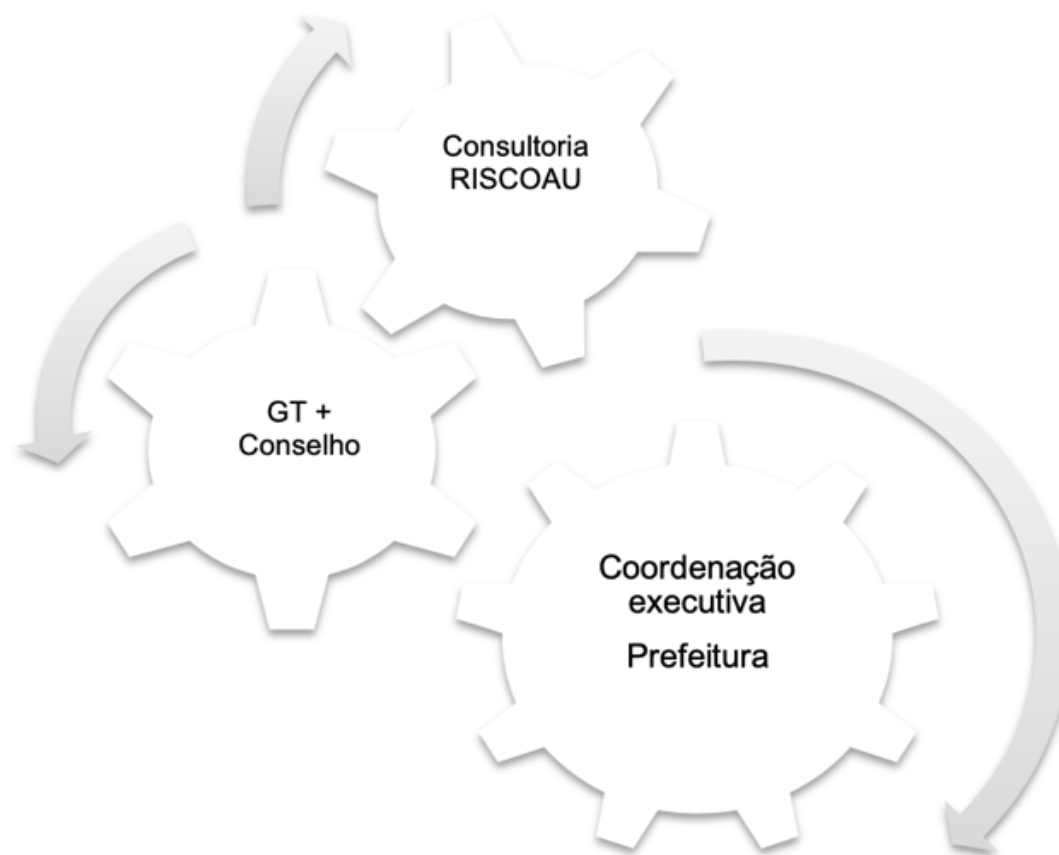 Consultoria
RISCOAU
GT +
Conselho
Coordenação
executiva
Prefeitura